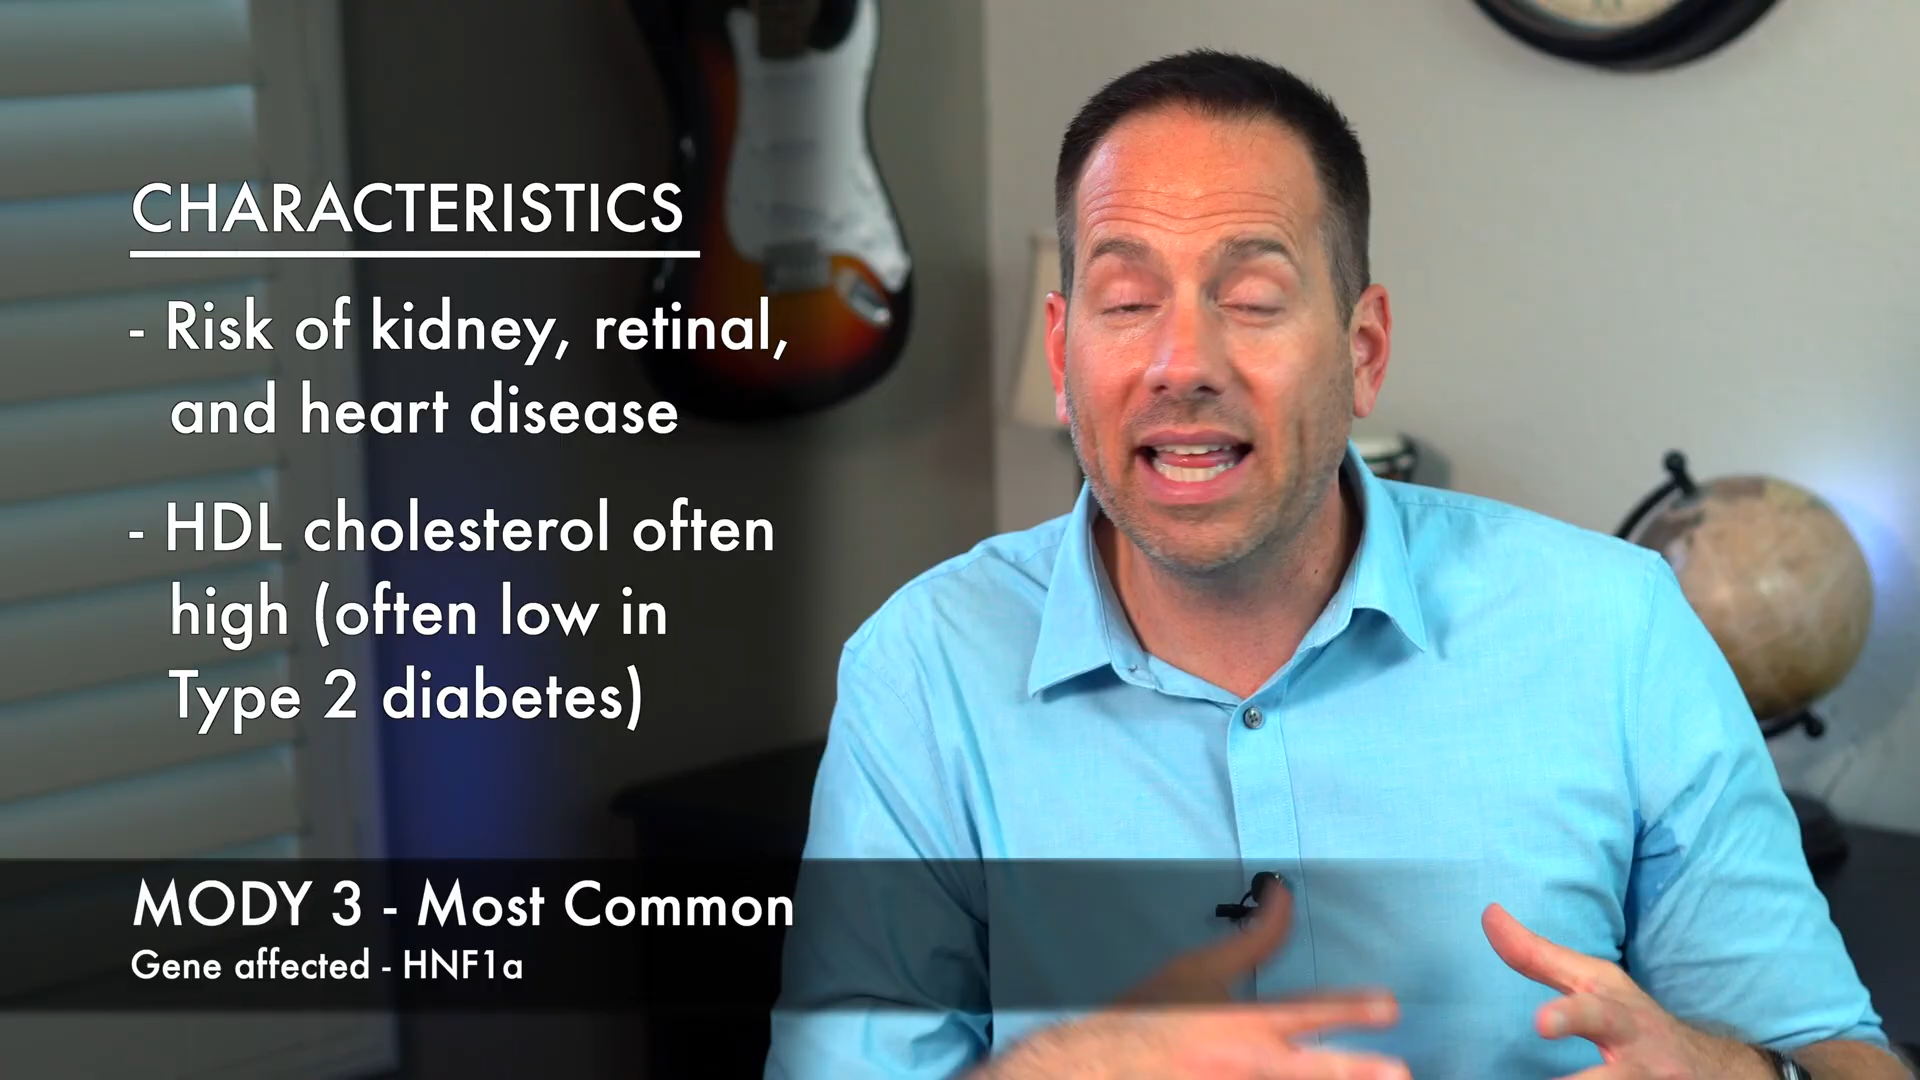 CHARACTERISTICS
- Risk of kidney, retinal,
and heart disease
- HDL cholesterol often
high (often low in
Type 2 diabetes)
MODY 3 - Most Common
Gene affected - HNF1a